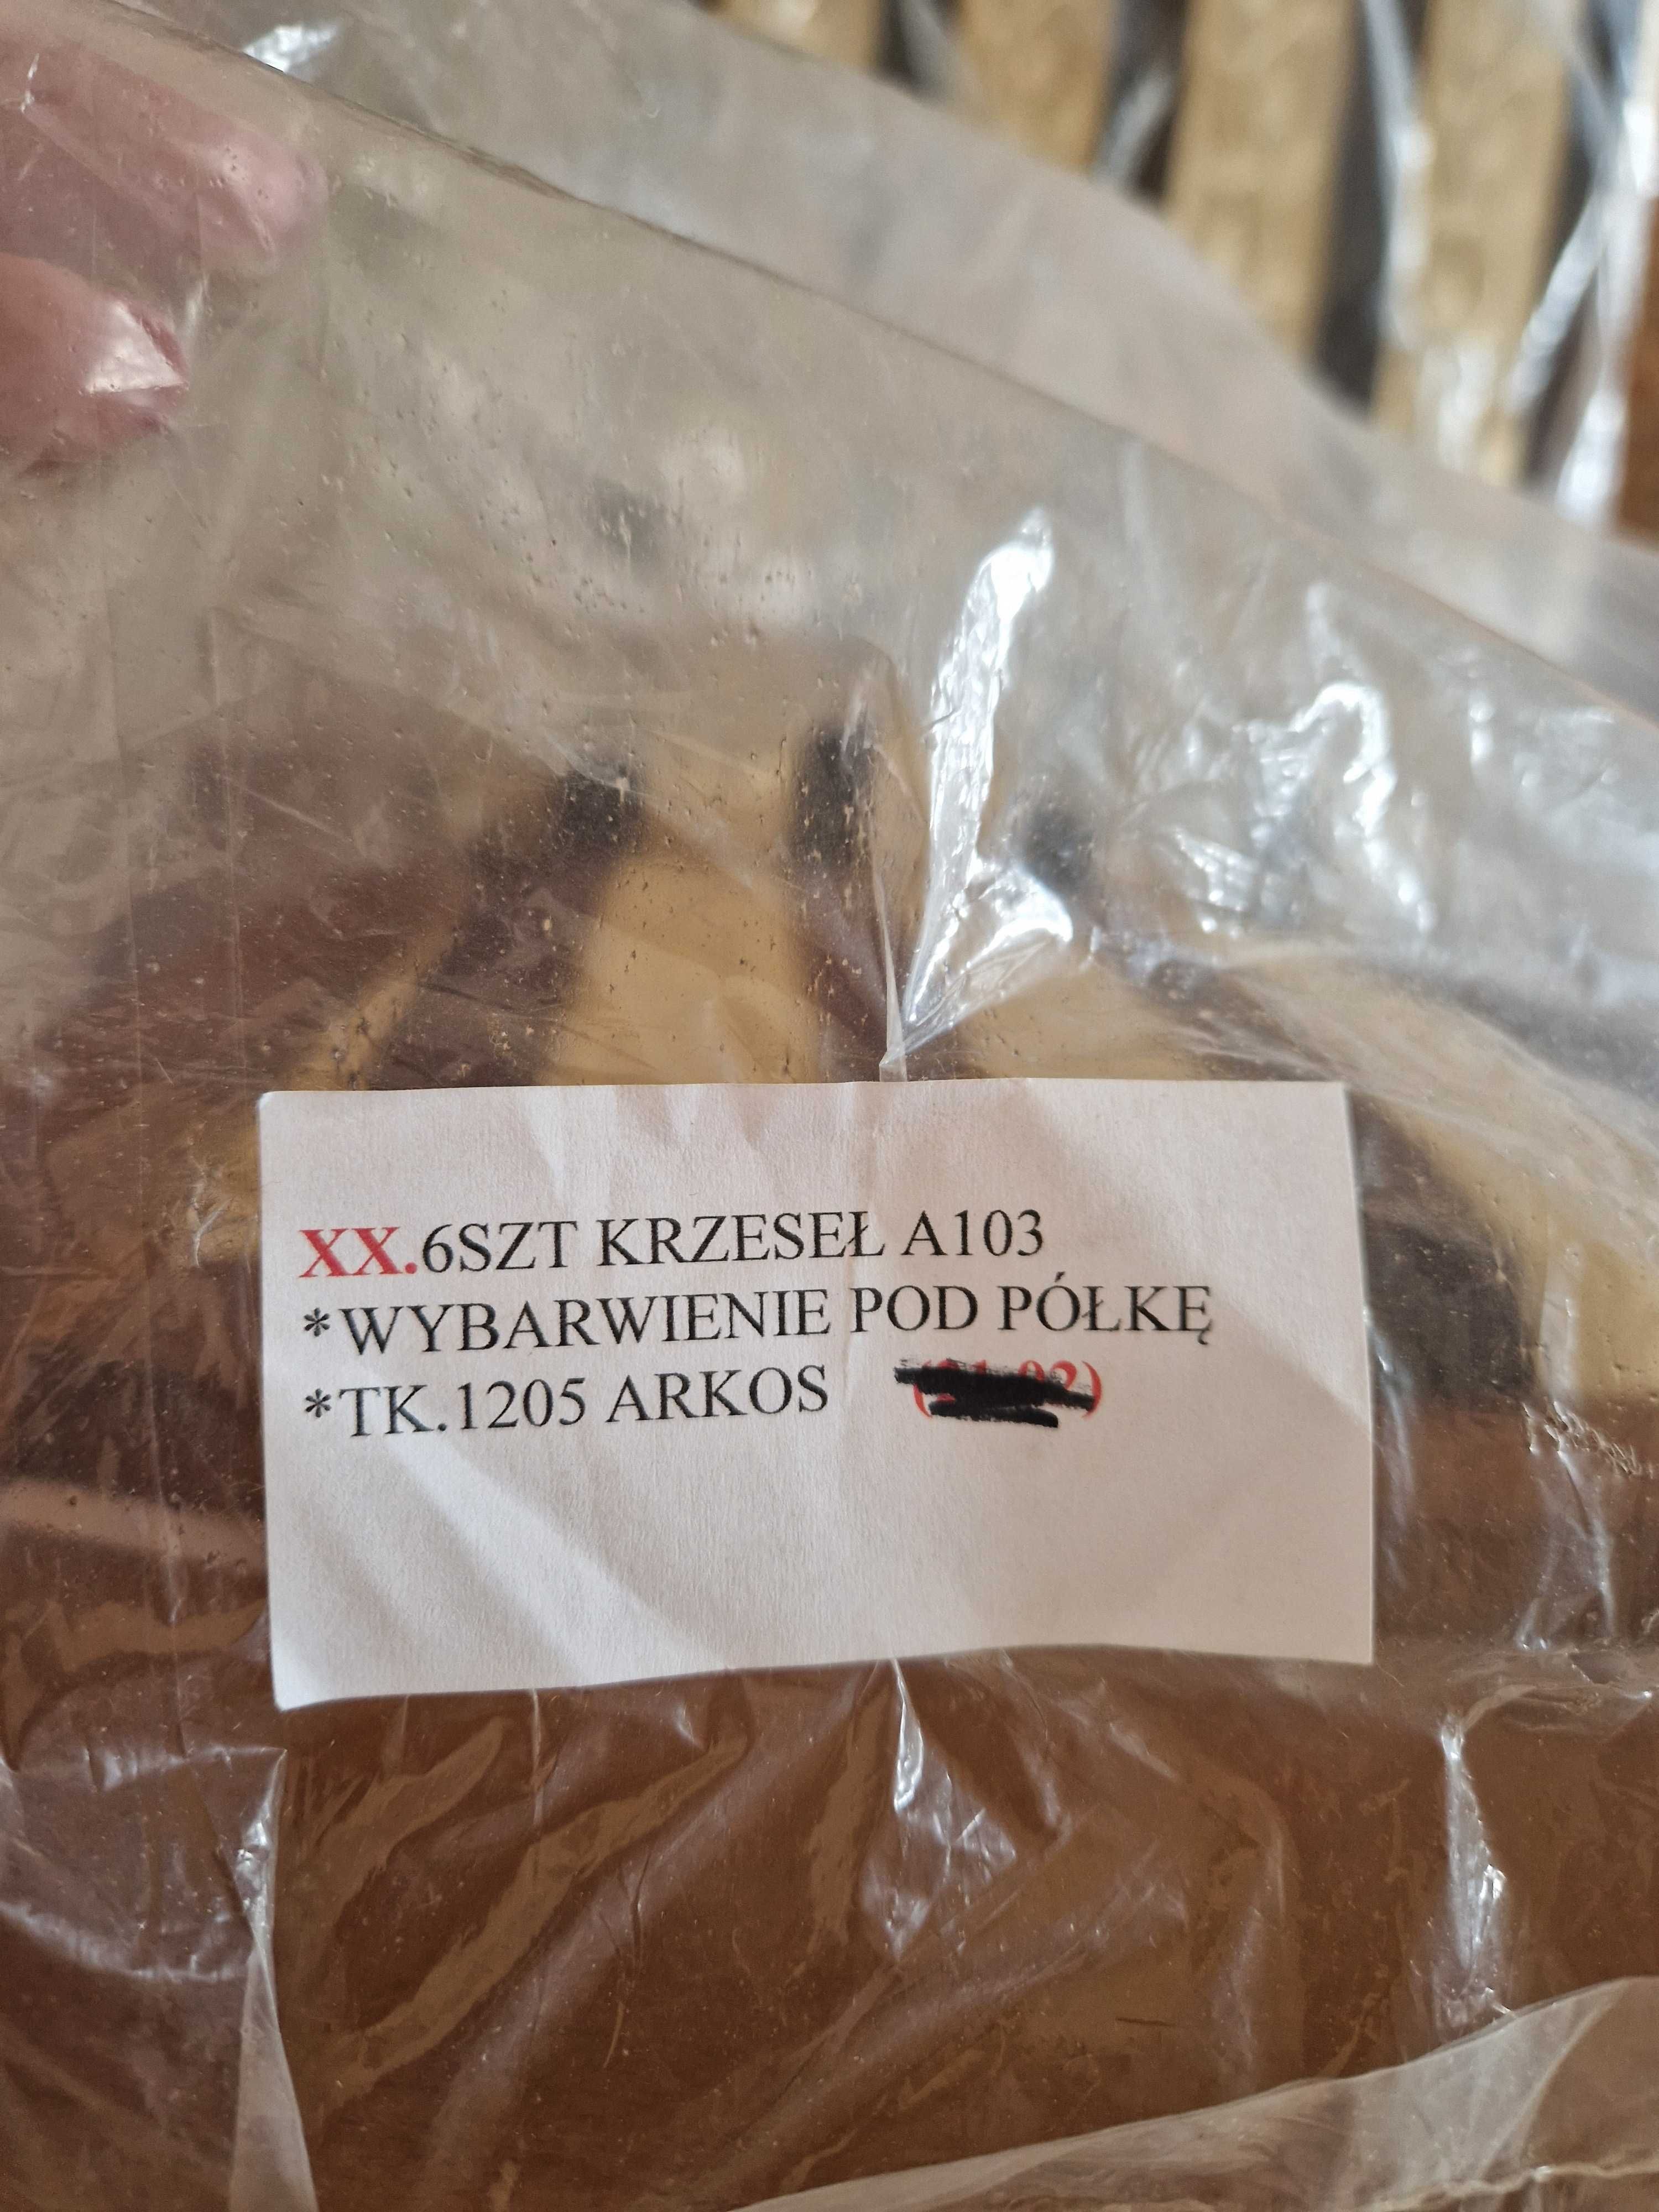 XX.6SZT KRZESEŁ A103
*WYBARWIENIE POD PÓŁKĘ
*TK.1205 ARKOS